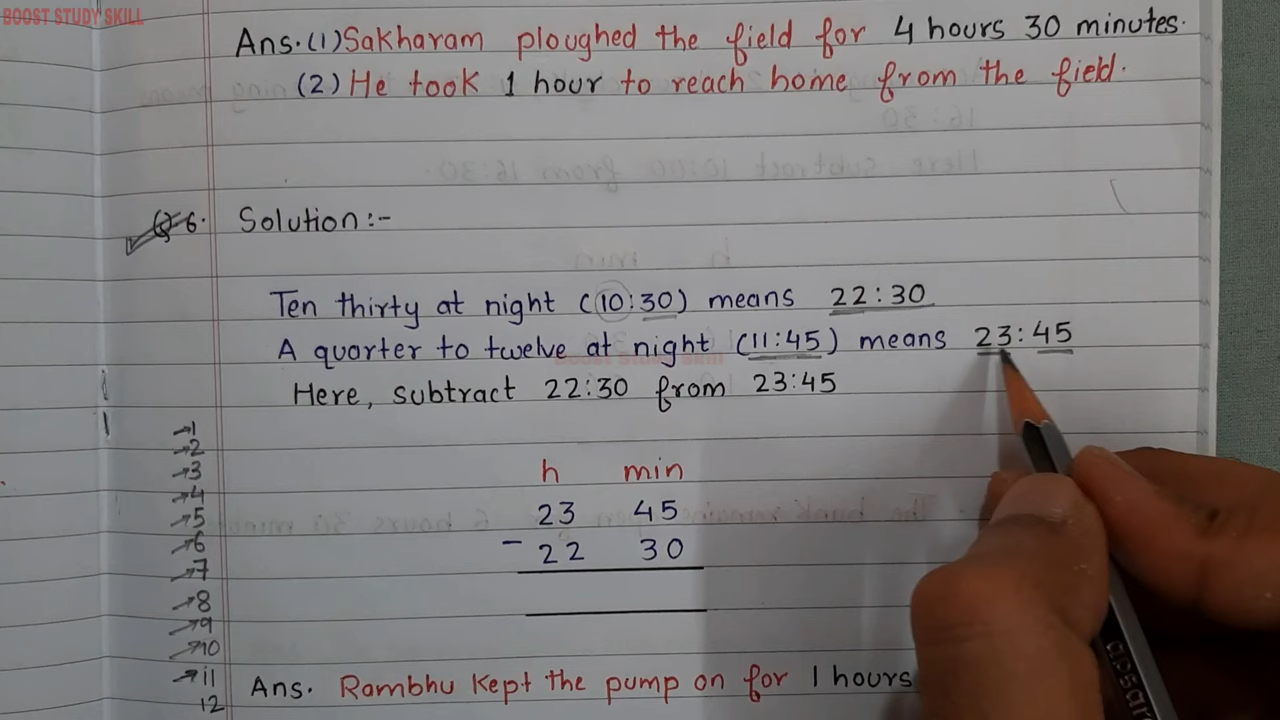 BOOST STUDY SKILL
Ans.(1) Sakharam ploughed the field for 4 hours 30 minutes.
(2) He took 1 hour to reach home from the field.
Q 6. Solution:-
Ten thirty at night (10:30) means 22:30
A quarter to twelve at night (11:45) means 23:45
Here, subtract 22:30 from 23:45
→1
→2
→3
→4
→5
→6
→7
→8
→9
→10
→11
12
h min
23 45
- 22 30
Ans. Rambhu kept the pump on for 1 hours
apsar